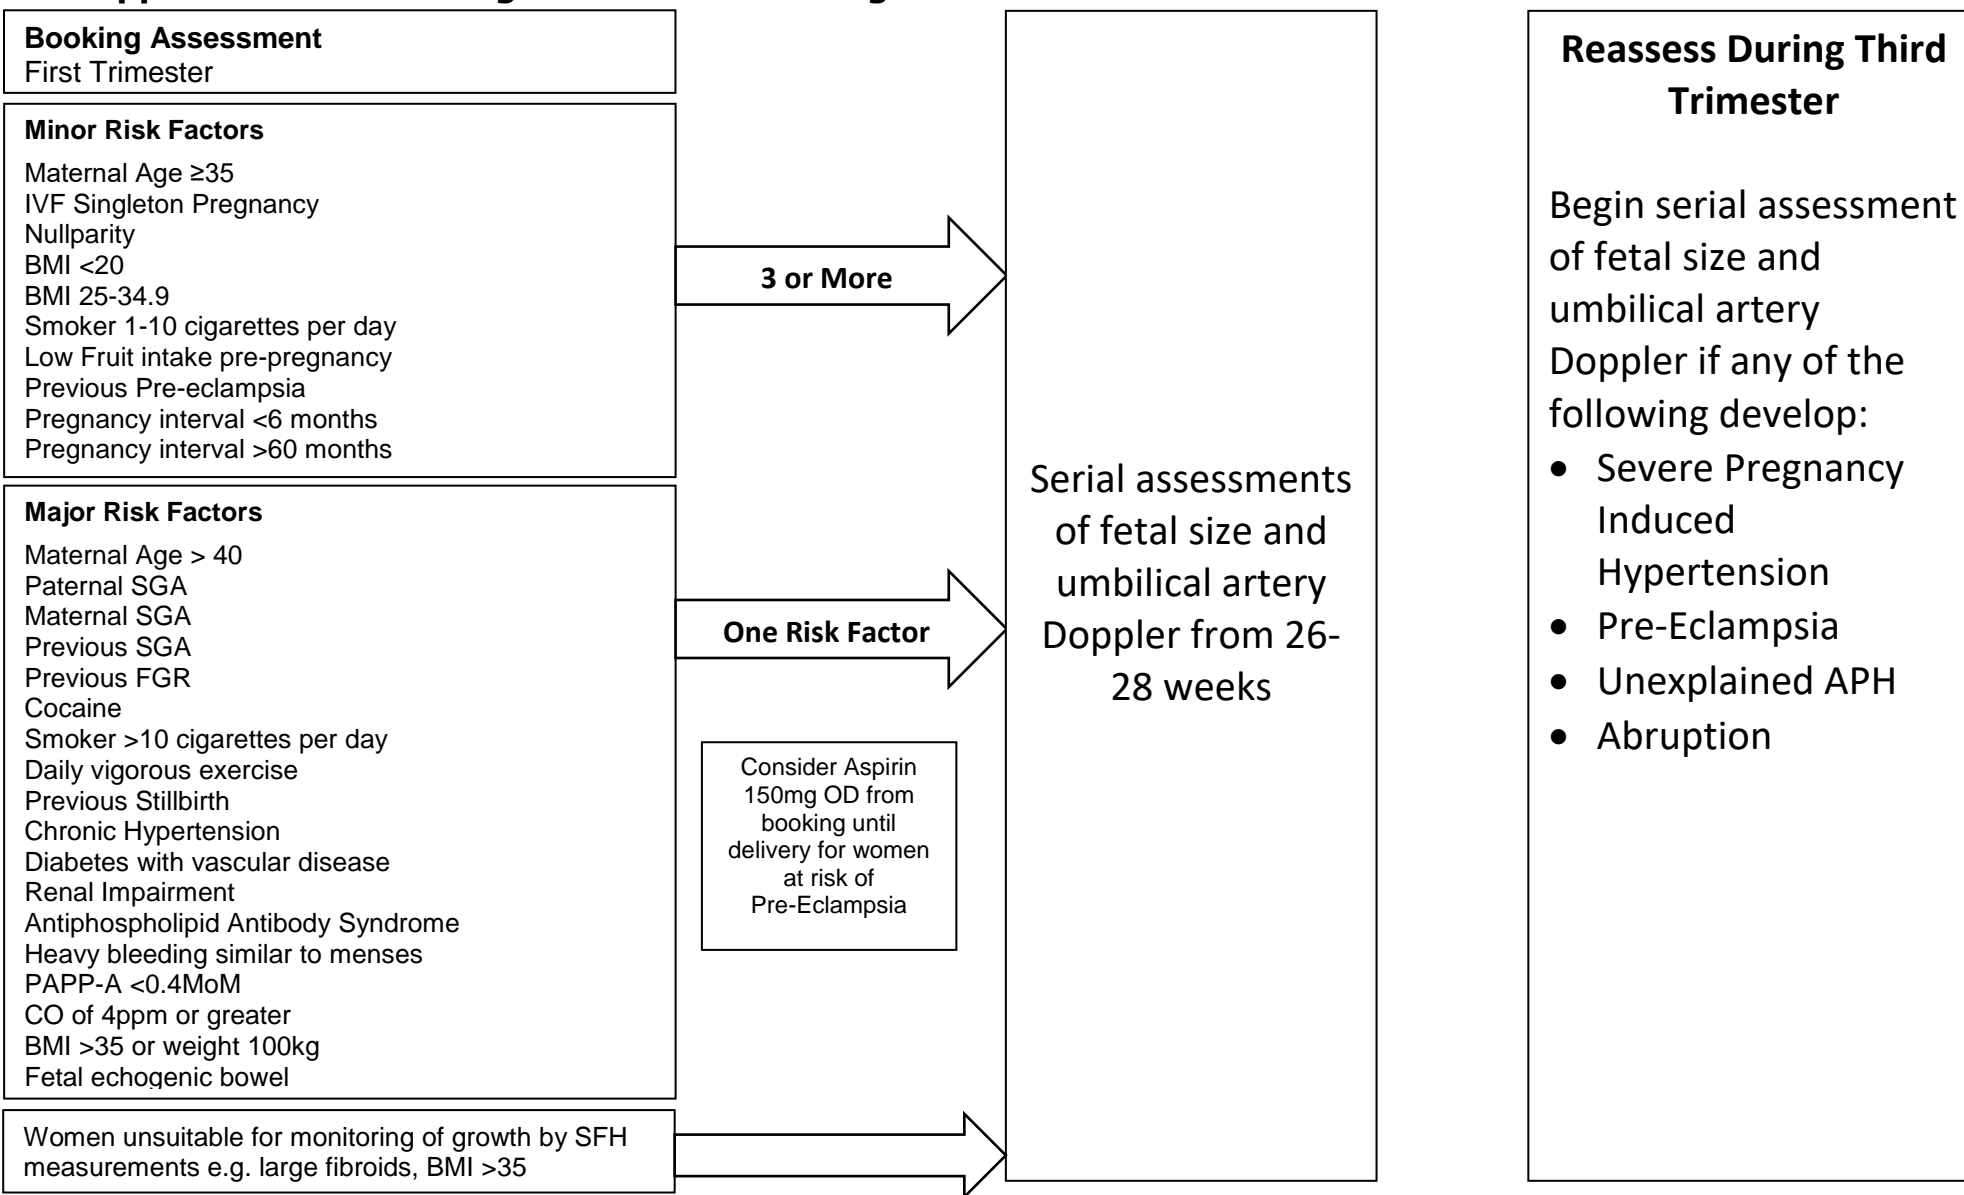 Booking Assessment
First Trimester
Minor Risk Factors
Maternal Age ≥35
IVF Singleton Pregnancy
Nullparity
BMI <20
BMI 25-34.9
Smoker 1-10 cigarettes per day
Low Fruit intake pre-pregnancy
Previous Pre-eclampsia
Pregnancy interval <6 months
Pregnancy interval >60 months
3 or More
Major Risk Factors
Maternal Age > 40
Paternal SGA
Maternal SGA
Previous SGA
Previous FGR
Cocaine
Smoker >10 cigarettes per day
Daily vigorous exercise
Previous Stillbirth
Chronic Hypertension
Diabetes with vascular disease
Renal Impairment
Antiphospholipid Antibody Syndrome
Heavy bleeding similar to menses
PAPP-A <0.4MoM
CO of 4ppm or greater
BMI >35 or weight 100kg
Fetal echogenic bowel
One Risk Factor
Consider Aspirin
150mg OD from
booking until
delivery for women
at risk of
Pre-Eclampsia
Women unsuitable for monitoring of growth by SFH
measurements e.g. large fibroids, BMI >35
Serial assessments
of fetal size and
umbilical artery
Doppler from 26-
28 weeks
Reassess During Third
Trimester
Begin serial assessment
of fetal size and
umbilical artery
Doppler if any of the
following develop:
• Severe Pregnancy
Induced
Hypertension
• Pre-Eclampsia
• Unexplained APH
• Abruption